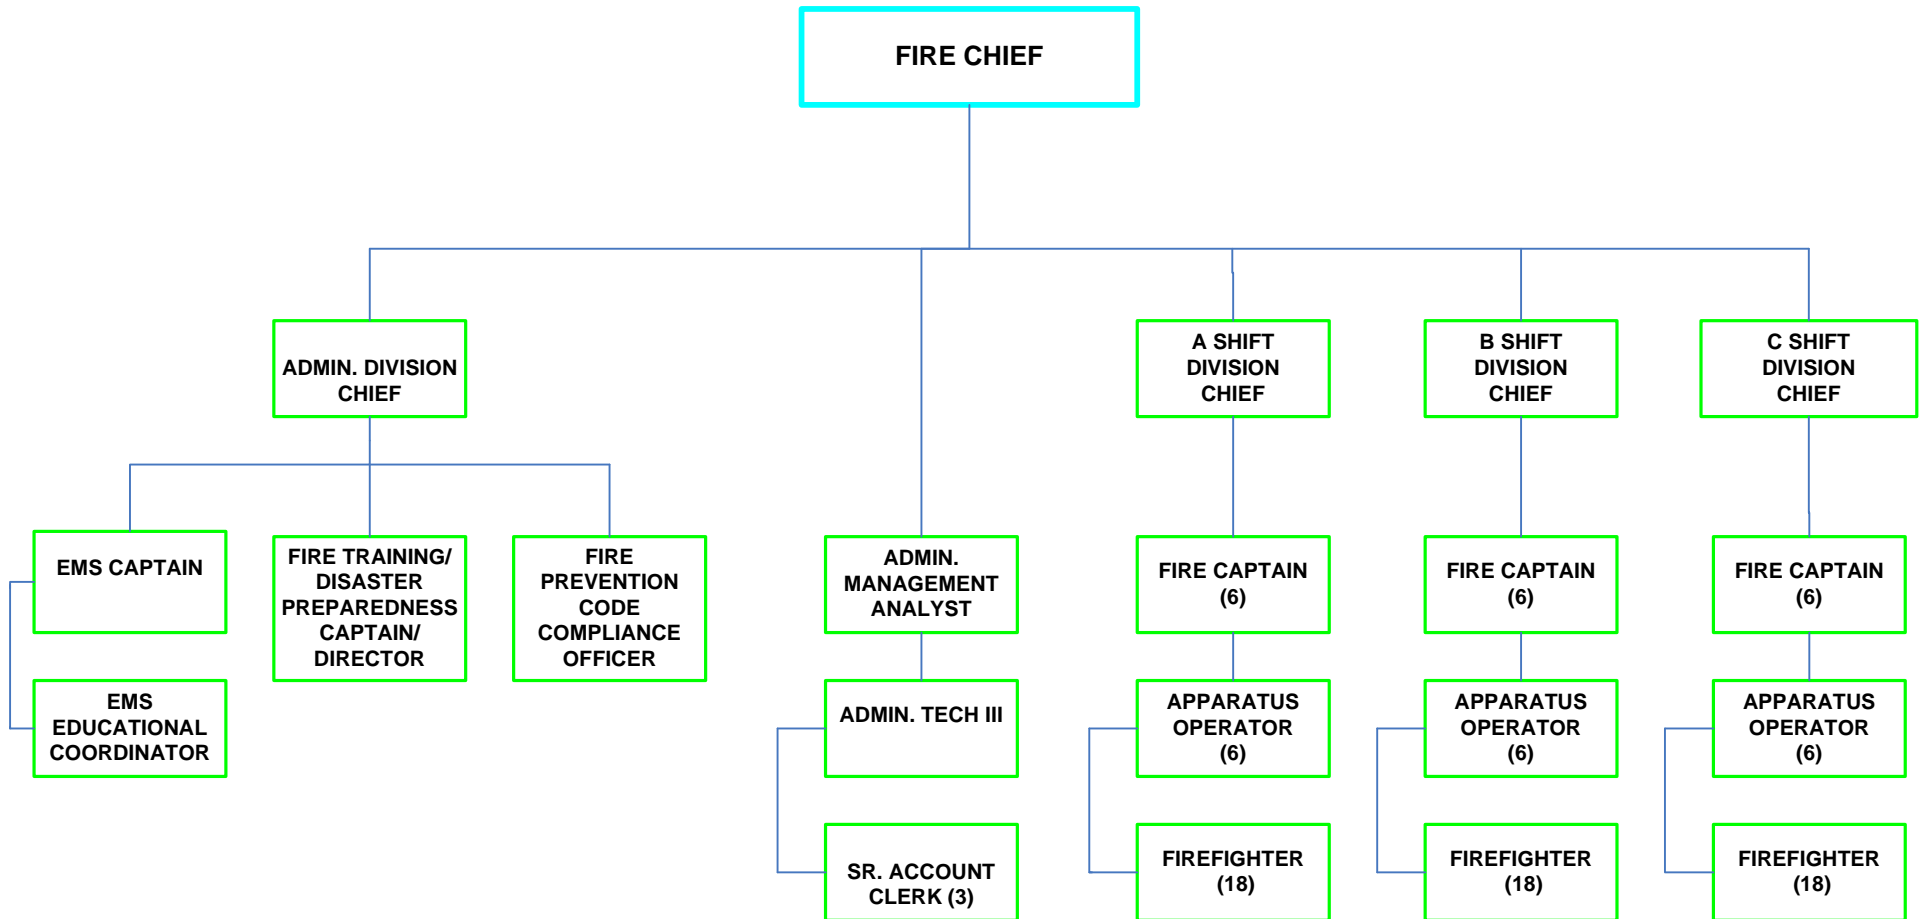 FIRE CHIEF
ADMIN. DIVISION
CHIEF
A SHIFT
DIVISION
CHIEF
B SHIFT
DIVISION
CHIEF
C SHIFT
DIVISION
CHIEF
EMS CAPTAIN
FIRE TRAINING/
DISASTER
PREPAREDNESS
CAPTAIN/
DIRECTOR
FIRE
PREVENTION
CODE
COMPLIANCE
OFFICER
ADMIN.
MANAGEMENT
ANALYST
FIRE CAPTAIN
(6)
FIRE CAPTAIN
(6)
FIRE CAPTAIN
(6)
EMS
EDUCATIONAL
COORDINATOR
ADMIN. TECH III
APPARATUS
OPERATOR
(6)
APPARATUS
OPERATOR
(6)
APPARATUS
OPERATOR
(6)
SR. ACCOUNT
CLERK (3)
FIREFIGHTER
(18)
FIREFIGHTER
(18)
FIREFIGHTER
(18)